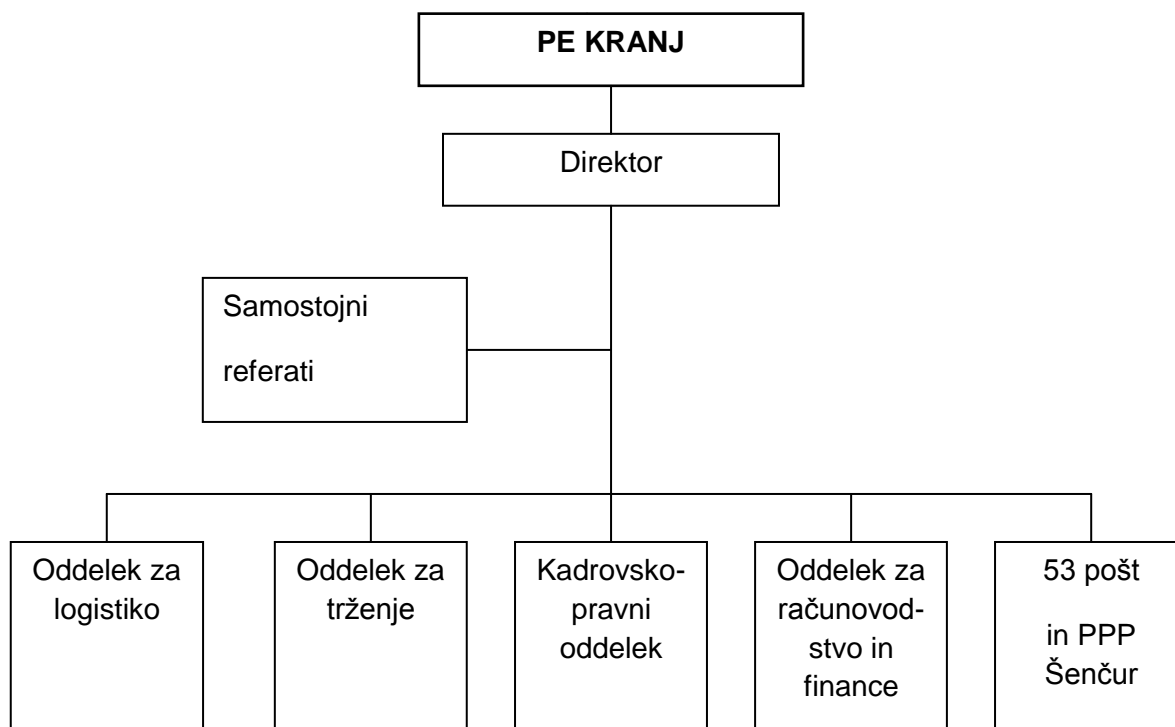 PE KRANJ
Direktor
Samostojni
referati
Oddelek za
logistiko
Oddelek za
trženje
Kadrovsko-
pravni
oddelek
Oddelek za
računovod-
stvo in
finance
53 pošt
in PPP
Šenčur